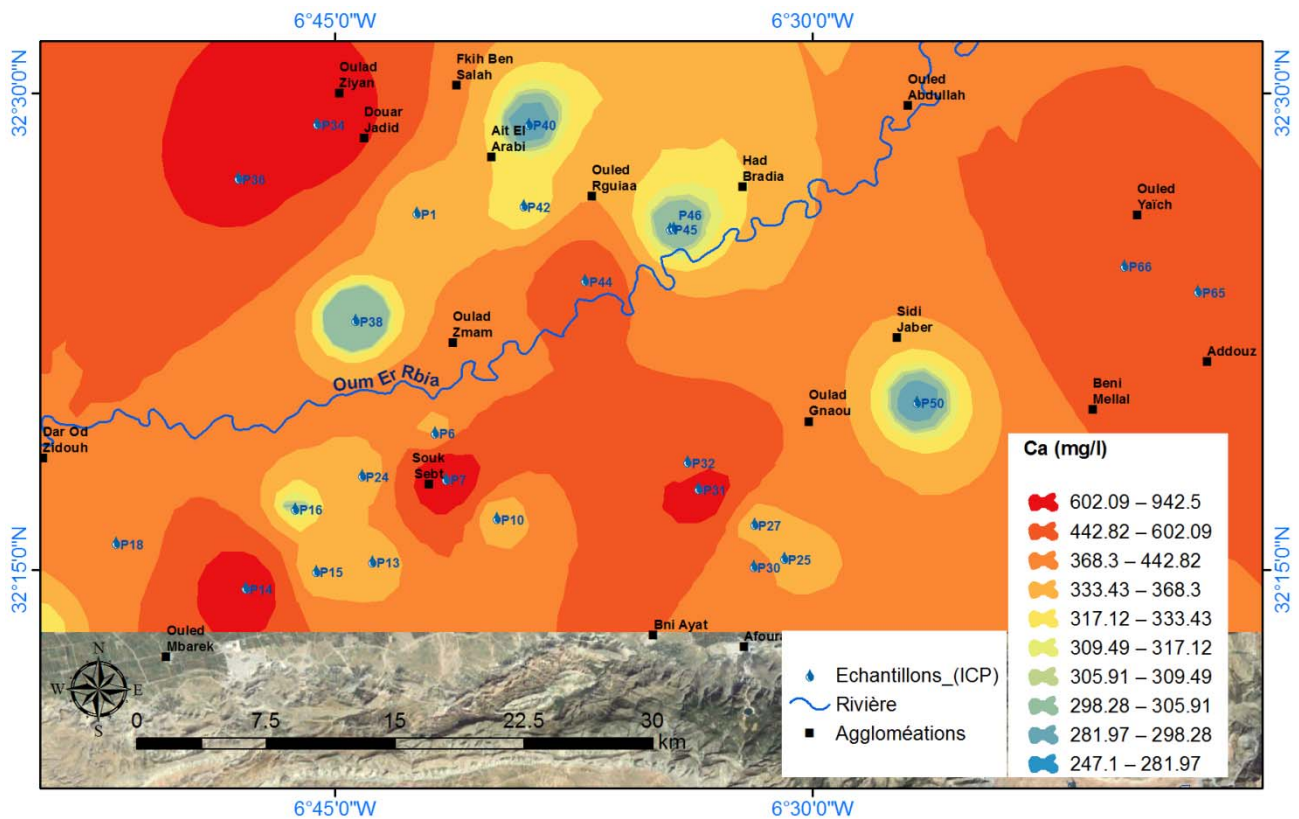 6°45'0"W
6°30'0"W
32°30'0"N
32°30'0"N
Oulad
Ziyan
Fkih Ben
Salah
Ouled
Abdullah
P34
Douar
Jadid
P40
Ait El
Arabi
P36
Ouled
Rguiaa
Had
Bradia
Ouled
Yaïch
P1
P42
P46
P45
P66
P44
P65
P38
Oulad
Zmam
Sidi
Jaber
Addouz
Oum Er Rbia
P50
Beni
Mellal
Oulad
Gnaou
Dar Od
Zidouh
P6
Souk
Sebt
P24
P7
P32
P31
P16
P10
P27
P18
P13
P15
P25
P30
P14
32°15'0"N
32°15'0"N
Ouled
Mbarek
Bni Ayat
Afoura
N
W
E
S
0
7.5
15
22.5
30
km
Echantillons_(ICP)
Rivière
Aggloméations
Ca (mg/l)
602.09 – 942.5
442.82 – 602.09
368.3 – 442.82
333.43 – 368.3
317.12 – 333.43
309.49 – 317.12
305.91 – 309.49
298.28 – 305.91
281.97 – 298.28
247.1 – 281.97
6°45'0"W
6°30'0"W